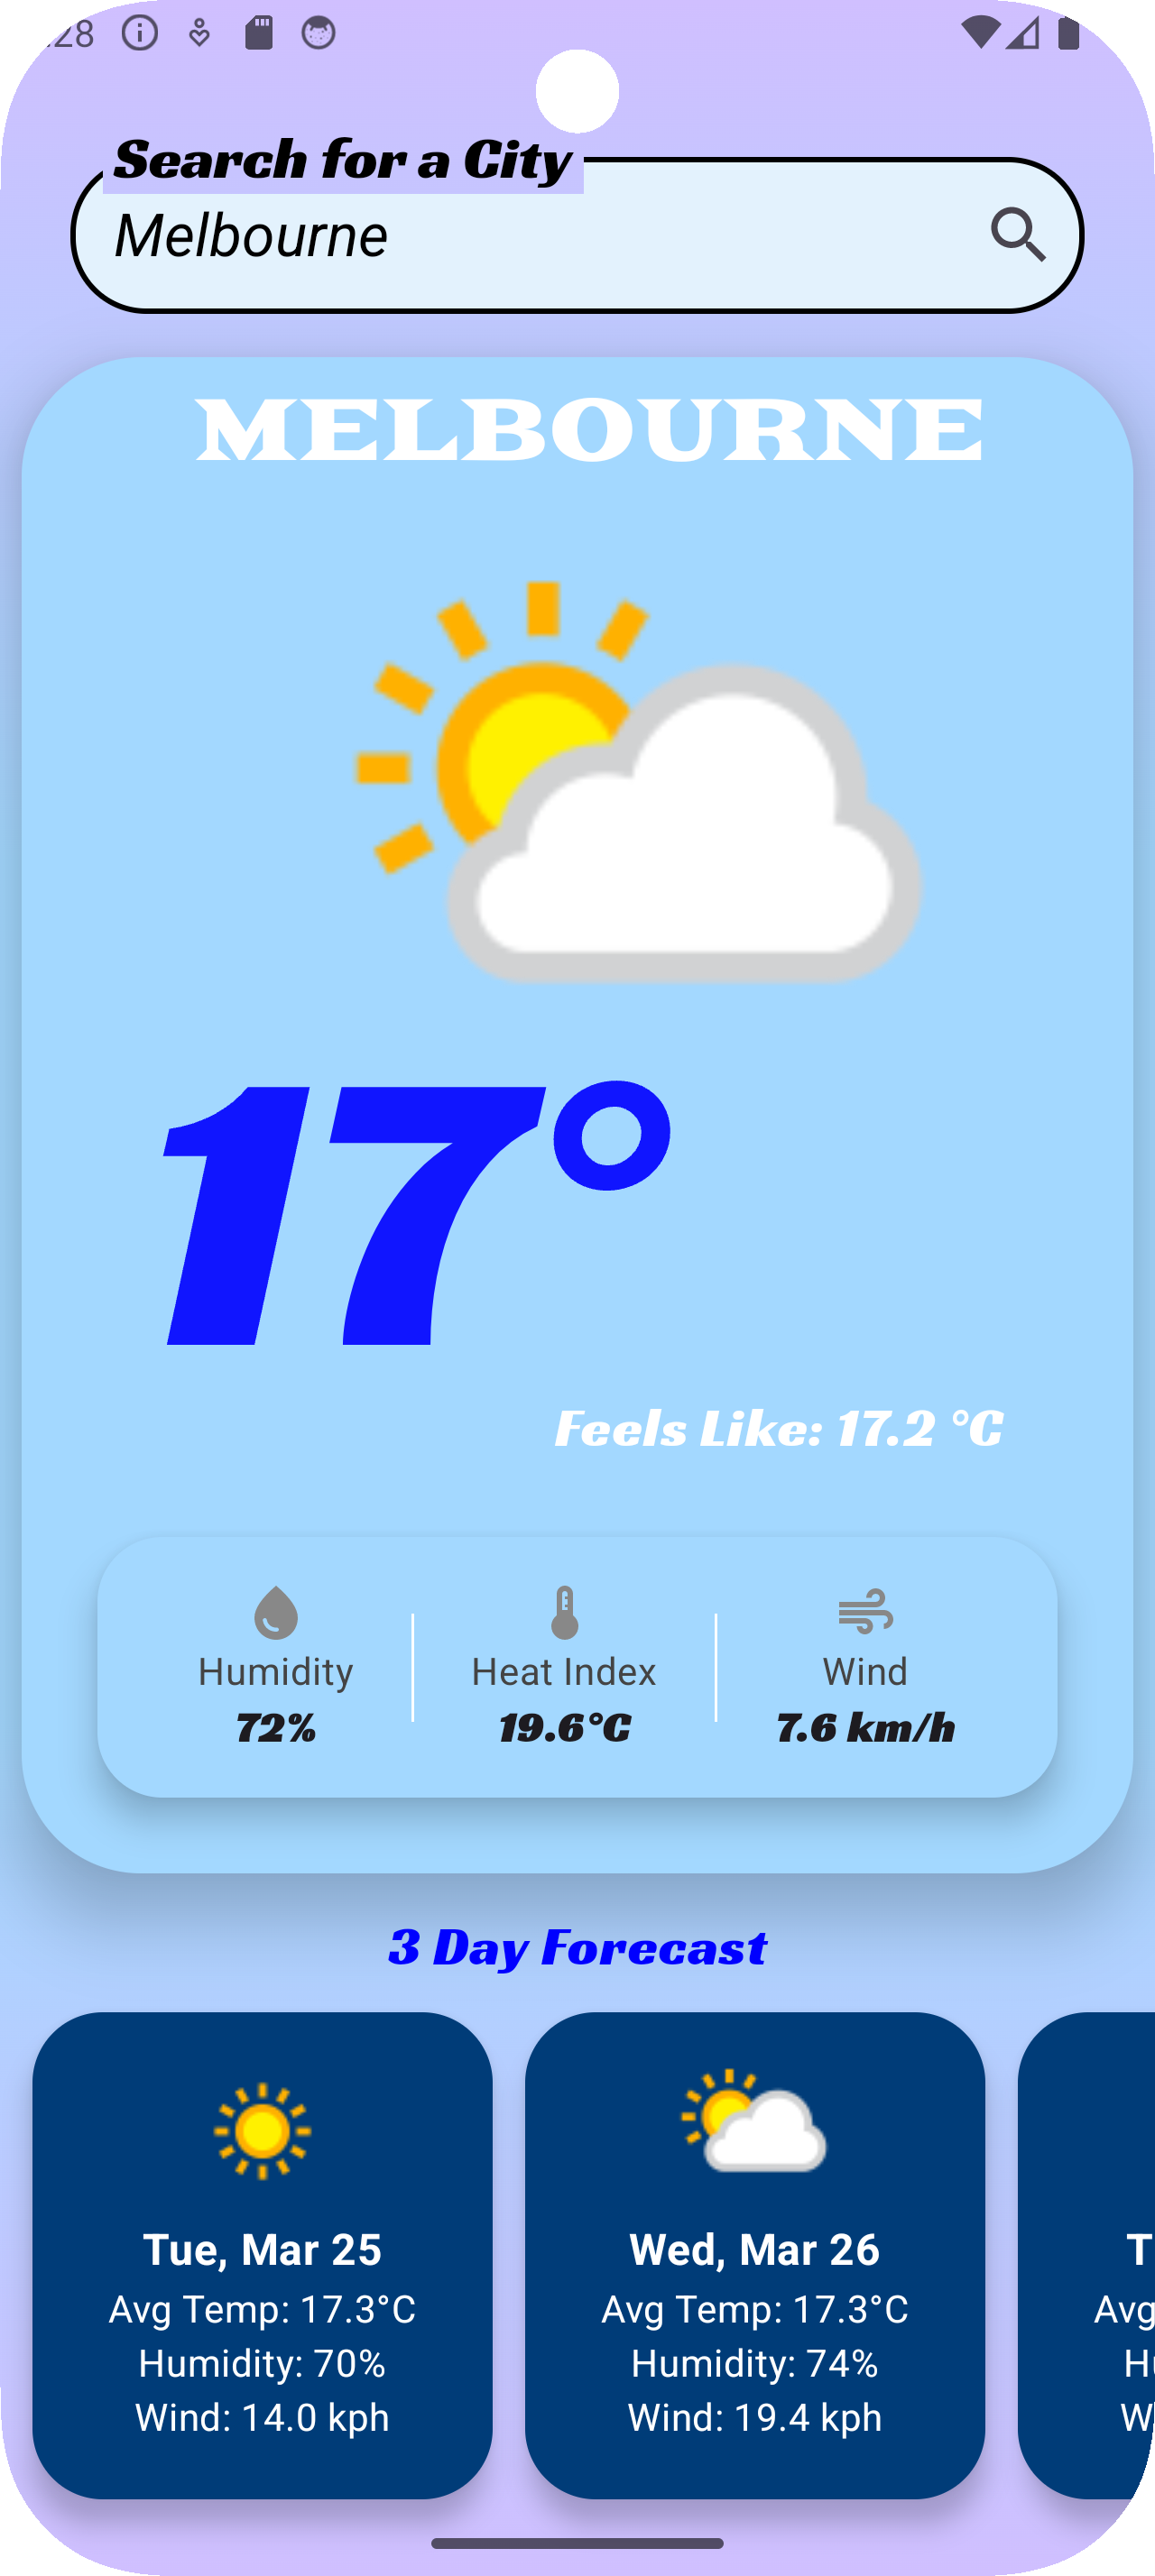 :28
Search for a City
Melbourne
MELBOURNE
17°
Feels Like: 17.2 °C
Humidity
Heat Index
Wind
72%
19.6°C
7.6 km/h
3 Day Forecast
Tue, Mar 25
Avg Temp: 17.3°C
Humidity: 70%
Wind: 14.0 kph
Wed, Mar 26
Avg Temp: 17.3°C
Humidity: 74%
Wind: 19.4 kph
T
Avg